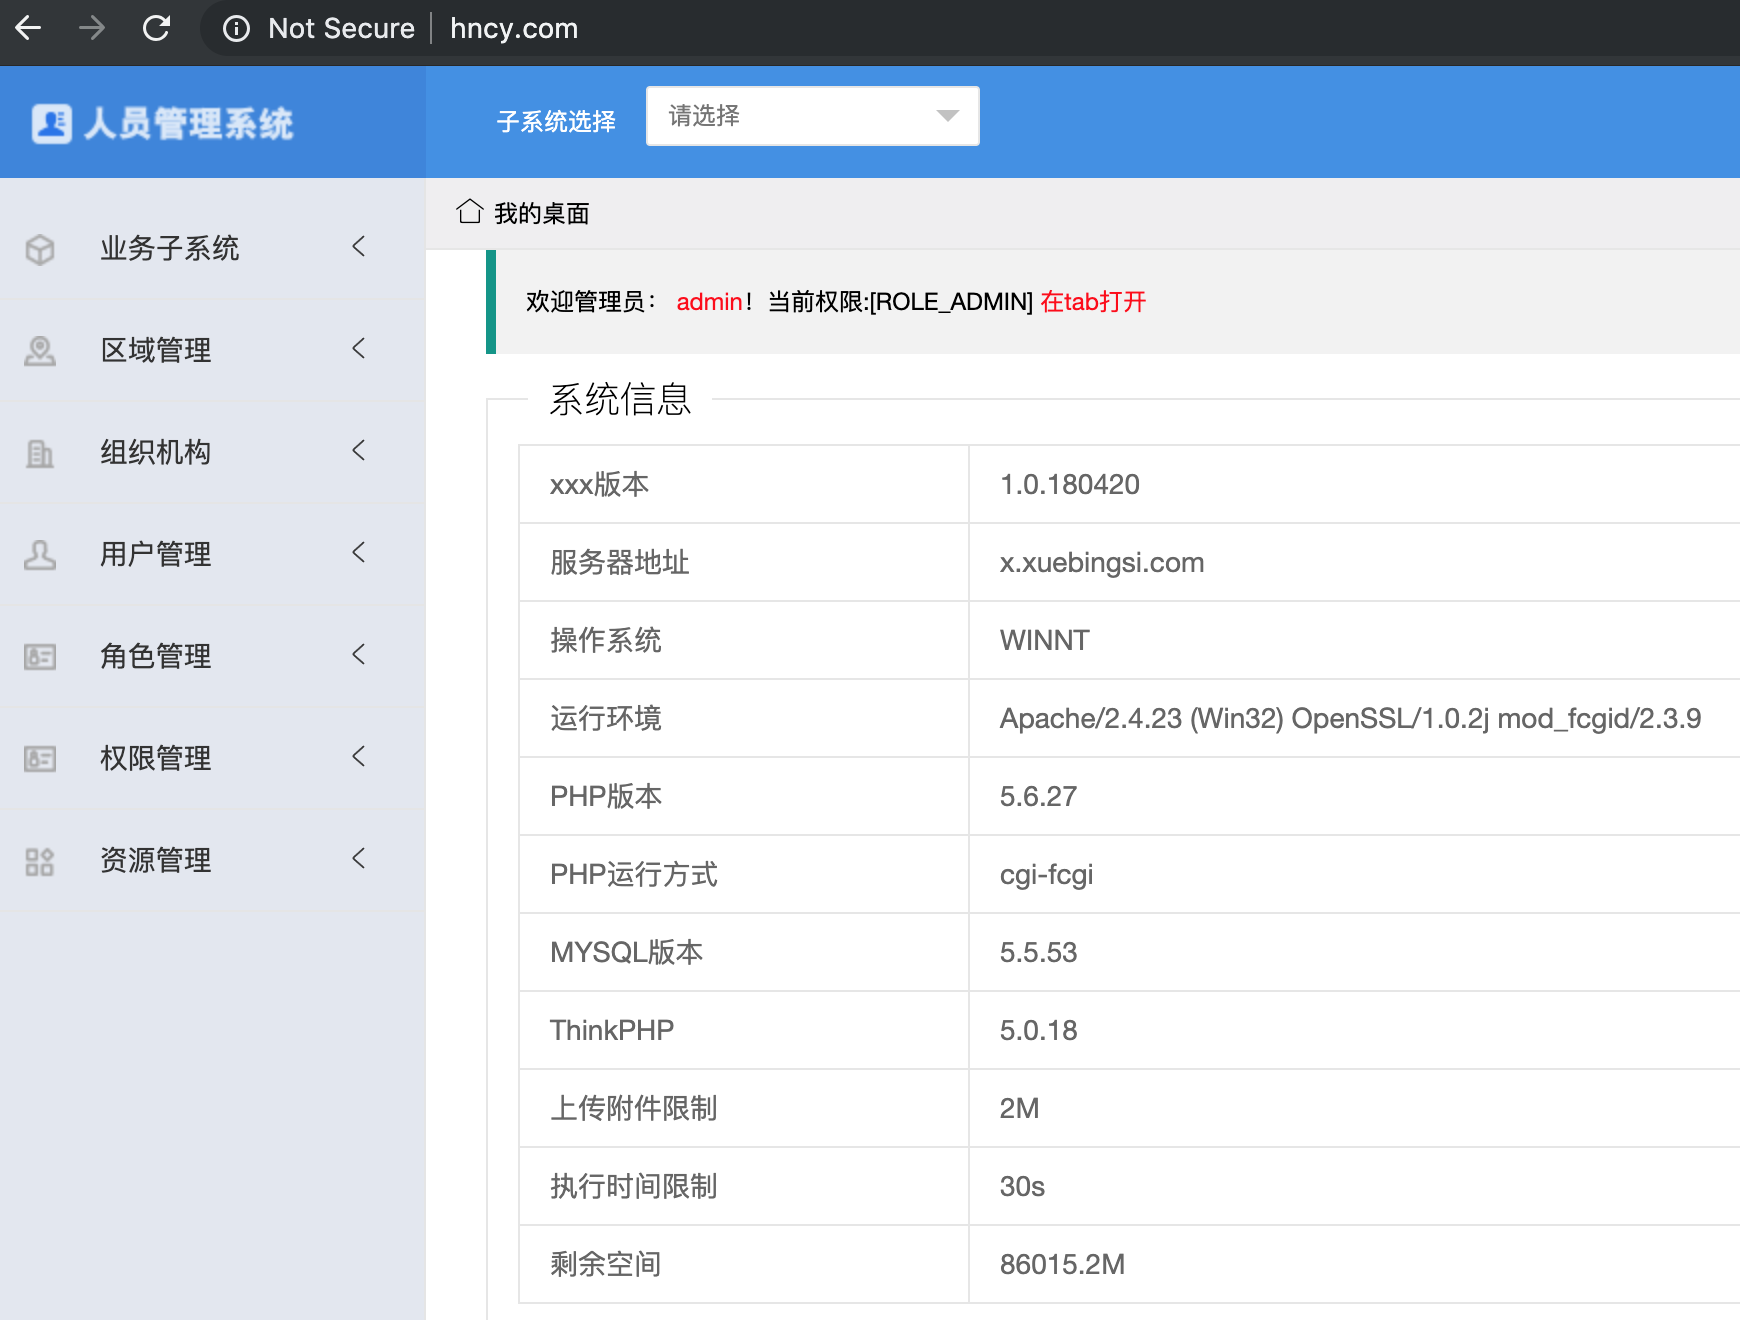 Not Secure | hncy.com
人员管理系统
子系统选择 请选择
业务子系统
区域管理
组织机构
用户管理
角色管理
权限管理
资源管理
我的桌面
欢迎管理员： admin！当前权限:[ROLE_ADMIN] 在tab打开
系统信息
xxx版本 1.0.180420
服务器地址 x.xuebingsi.com
操作系统 WINNT
运行环境 Apache/2.4.23 (Win32) OpenSSL/1.0.2j mod_fcgid/2.3.9
PHP版本 5.6.27
PHP运行方式 cgi-fcgi
MYSQL版本 5.5.53
ThinkPHP 5.0.18
上传附件限制 2M
执行时间限制 30s
剩余空间 86015.2M